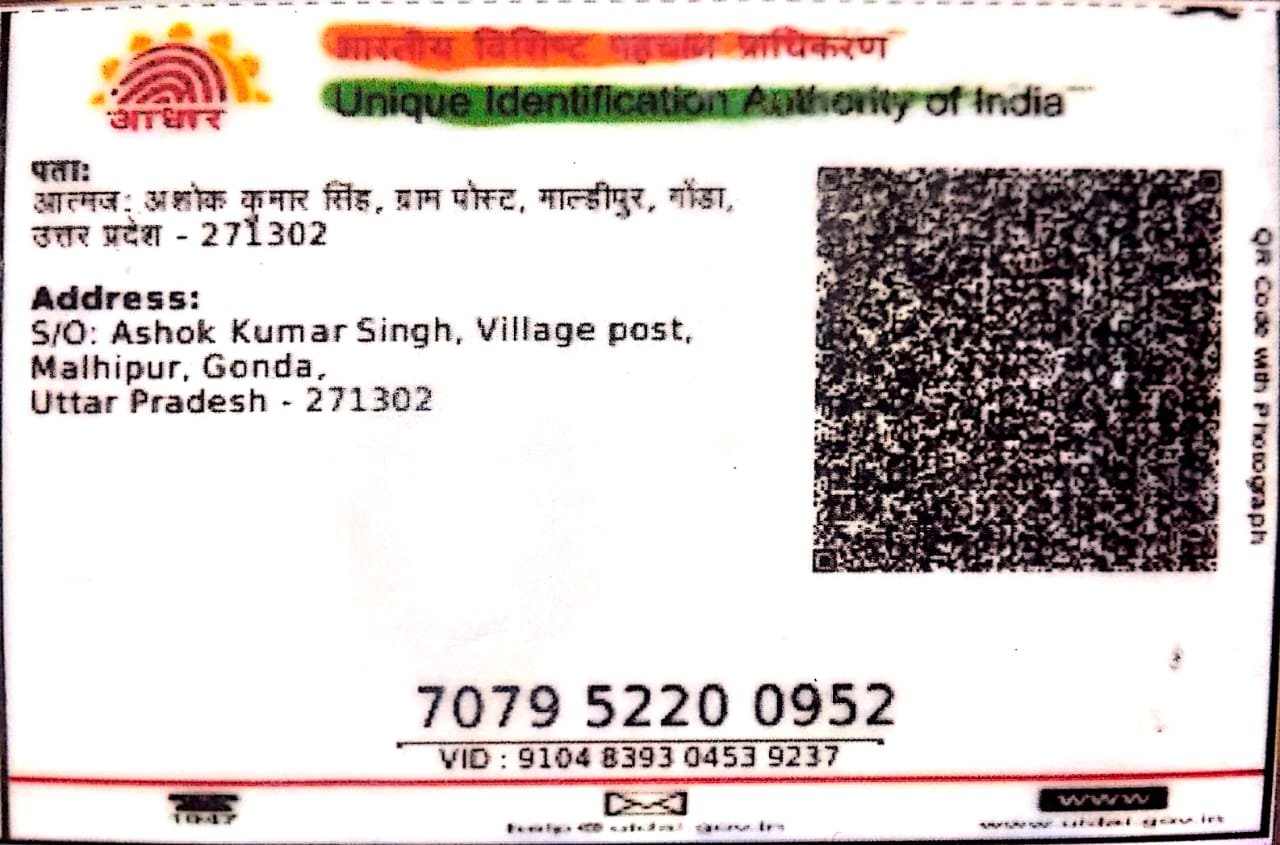 आधार
भारतीय विशिष्ट पहचान प्राधिकरण
Unique Identification Authority of India
पता:
आत्मज: अशोक कुमार सिंह, ग्राम पोस्ट, माल्हीपुर, गोंडा,
उत्तर प्रदेश - 271302
Address:
S/O: Ashok Kumar Singh, Village post,
Malhipur, Gonda,
Uttar Pradesh - 271302
QR Code with Photograph
7079 5220 0952
VID : 9104 8393 0453 9237
1947
www
help@uidai.gov.in
www.uidai.gov.in